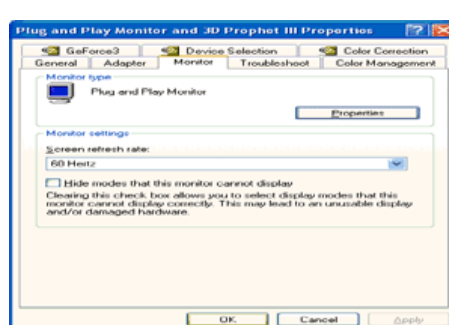 Plug and Play Monitor and 3D Prophet III Properties
GeForce3 Device Selection Color Correction
General Adapter Monitor Troubleshoot Color Management
Monitor type
Plug and Play Monitor
Properties
Monitor settings
Screen refresh rate:
60 Hertz
Hide modes that this monitor cannot display
Clearing this check box allows you to select display modes that this
monitor cannot display correctly. This may lead to an unusable display
and/or damaged hardware.
OK Cancel Apply